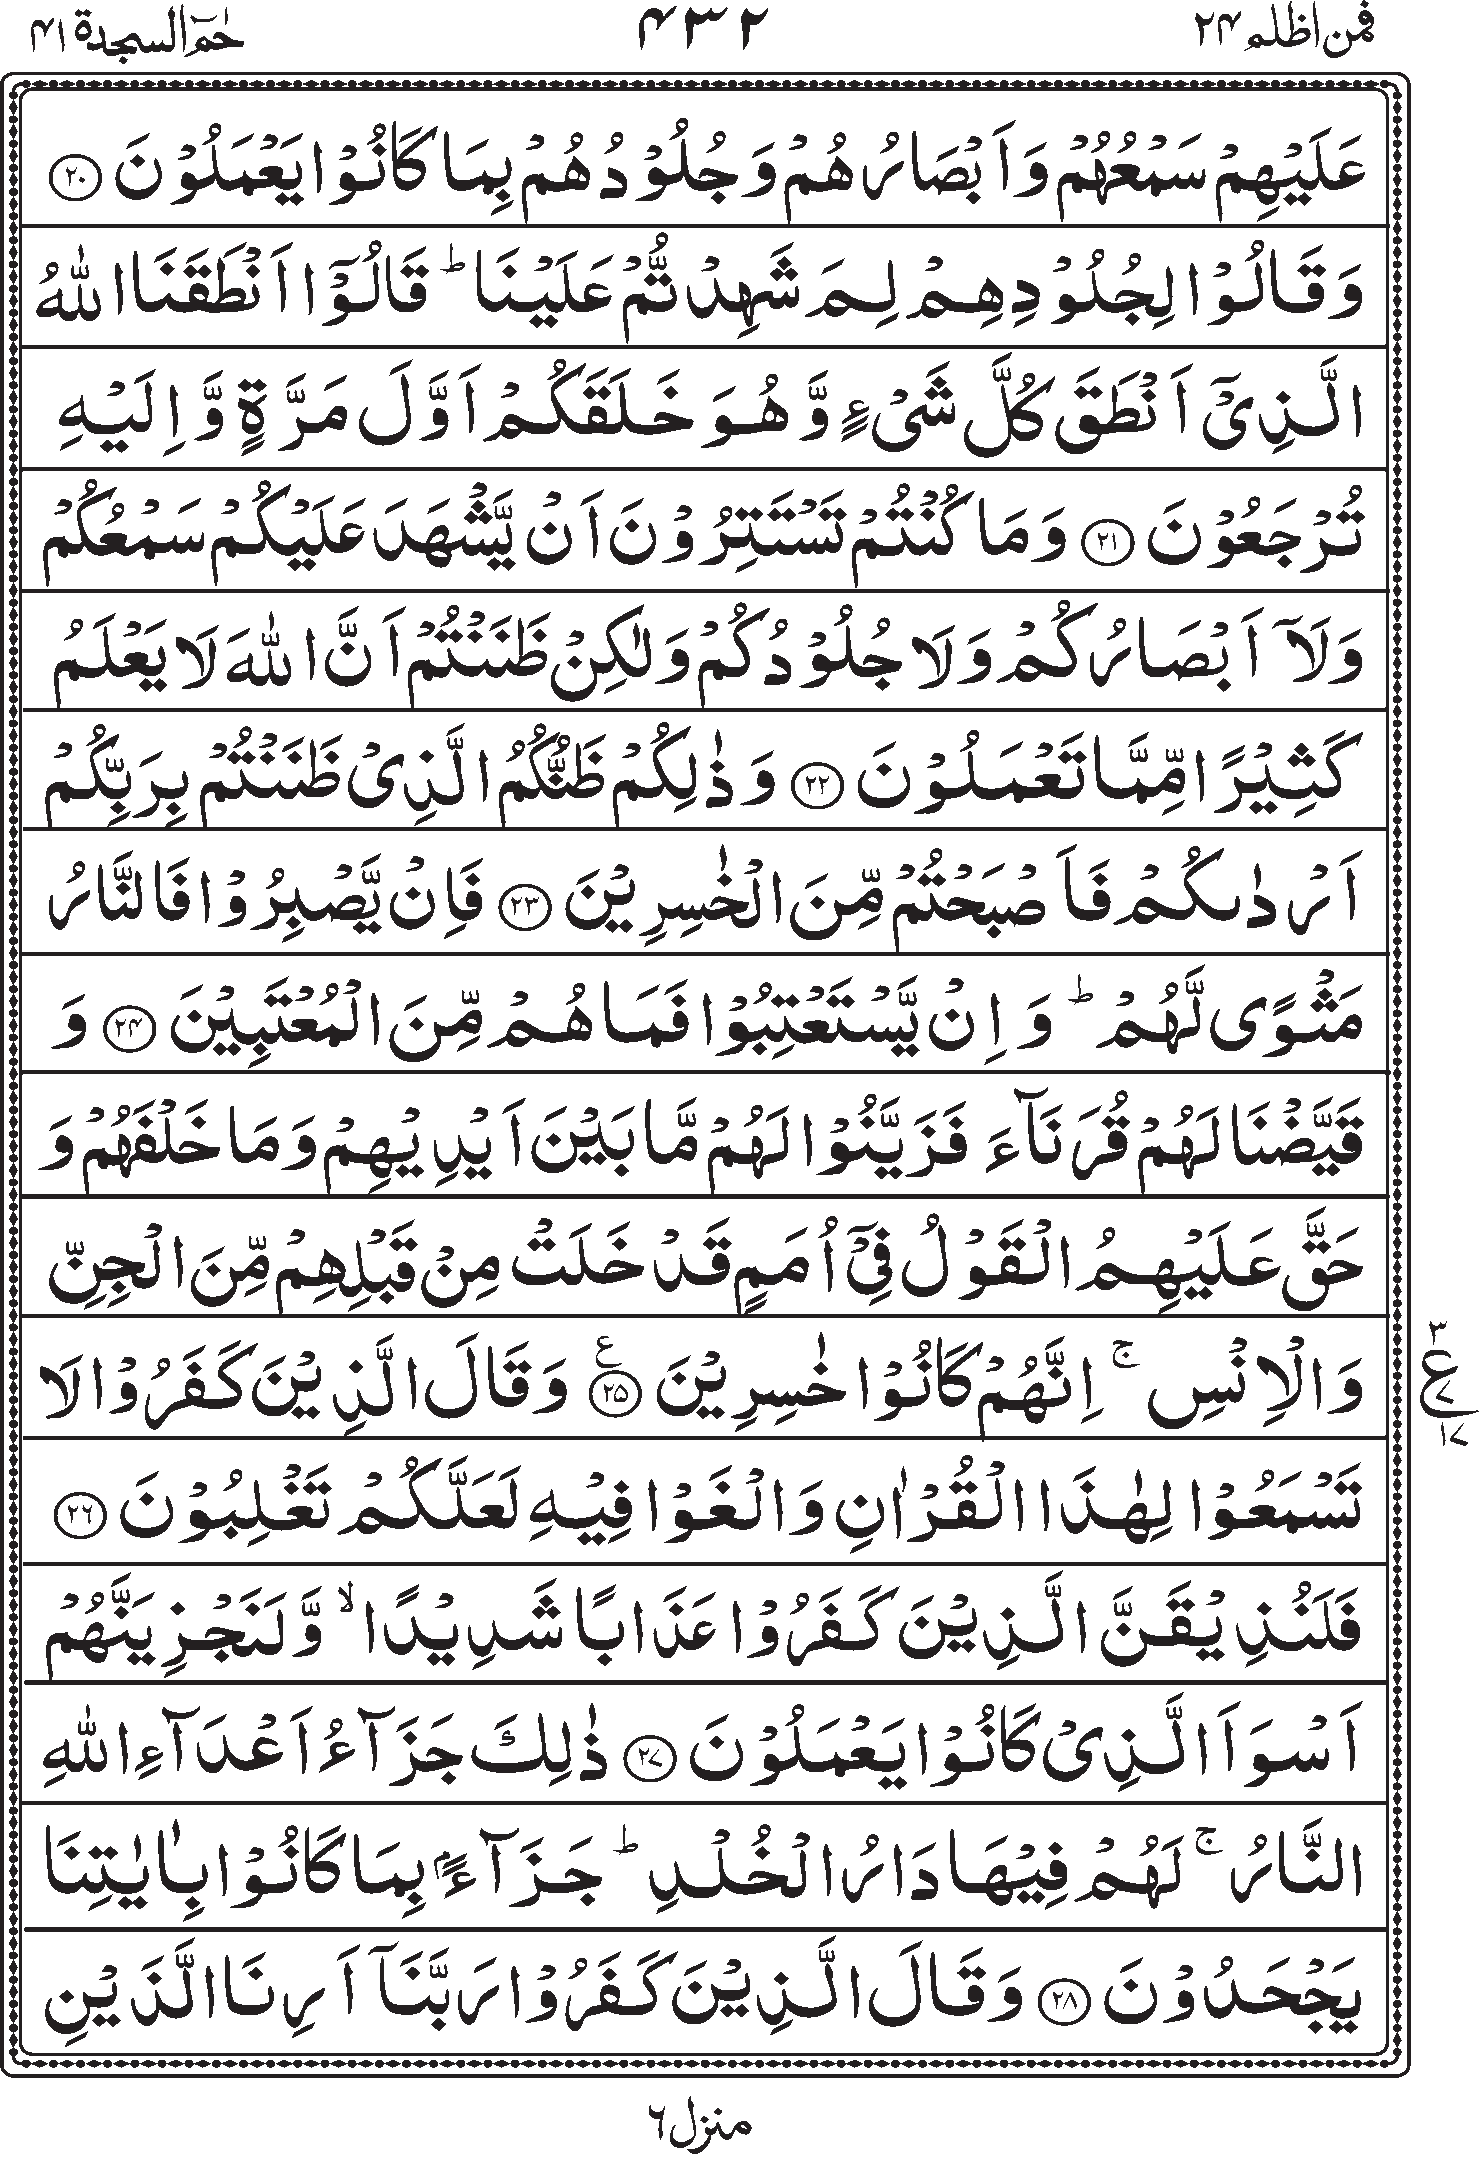 فمن اظلم ٢٤
٤٣٢
حٰمٓ السجدة ٤١
عَلَيْهِمْ سَمْعُهُمْ وَاَبْصَارُهُمْ وَجُلُوْدُهُمْ بِمَا كَانُوْا يَعْمَلُوْنَ ﴿٢٠﴾
وَقَالُوْا لِجُلُوْدِهِمْ لِمَ شَهِدْتُّمْ عَلَيْنَا ؕ قَالُوْۤا اَنْطَقَنَا اللّٰهُ
الَّذِيْۤ اَنْطَقَ كُلَّ شَیْءٍ وَّهُوَ خَلَقَكُمْ اَوَّلَ مَرَّةٍ وَّاِلَيْهِ
تُرْجَعُوْنَ ﴿٢١﴾ وَمَا كُنْتُمْ تَسْتَتِرُوْنَ اَنْ يَّشْهَدَ عَلَيْكُمْ سَمْعُكُمْ
وَلَاۤ اَبْصَارُكُمْ وَلَا جُلُوْدُكُمْ وَلٰكِنْ ظَنَنْتُمْ اَنَّ اللّٰهَ لَا يَعْلَمُ
كَثِيْرًا مِّمَّا تَعْمَلُوْنَ ﴿٢٢﴾ وَذٰلِكُمْ ظَنُّكُمُ الَّذِیْ ظَنَنْتُمْ بِرَبِّكُمْ
اَرْدٰىكُمْ فَاَصْبَحْتُمْ مِّنَ الْخٰسِرِيْنَ ﴿٢٣﴾ فَاِنْ يَّصْبِرُوْا فَالنَّارُ
مَثْوًی لَّهُمْ ؕ وَاِنْ يَّسْتَعْتِبُوْا فَمَا هُمْ مِّنَ الْمُعْتَبِيْنَ ﴿٢٤﴾ وَ
قَيَّضْنَا لَهُمْ قُرَنَآءَ فَزَيَّنُوْا لَهُمْ مَّا بَيْنَ اَيْدِيْهِمْ وَمَا خَلْفَهُمْ وَ
حَقَّ عَلَيْهِمُ الْقَوْلُ فِیْۤ اُمَمٍ قَدْ خَلَتْ مِنْ قَبْلِهِمْ مِّنَ الْجِنِّ
وَالْاِنْسِ ۚ اِنَّهُمْ كَانُوْا خٰسِرِيْنَ ﴿٢٥﴾ ع وَقَالَ الَّذِيْنَ كَفَرُوْا لَا
٣
ع
٧
١٧
تَسْمَعُوْا لِهٰذَا الْقُرْاٰنِ وَالْغَوْا فِيْهِ لَعَلَّكُمْ تَغْلِبُوْنَ ﴿٢٦﴾
فَلَنُذِيْقَنَّ الَّذِيْنَ كَفَرُوْا عَذَابًا شَدِيْدًا ۙ وَّلَنَجْزِيَنَّهُمْ
اَسْوَاَ الَّذِیْ كَانُوْا يَعْمَلُوْنَ ﴿٢٧﴾ ذٰلِكَ جَزَآءُ اَعْدَآءِ اللّٰهِ
النَّارُ ۚ لَهُمْ فِيْهَا دَارُ الْخُلْدِ ؕ جَزَآءًۢ بِمَا كَانُوْا بِاٰيٰتِنَا
يَجْحَدُوْنَ ﴿٢٨﴾ وَقَالَ الَّذِيْنَ كَفَرُوْا رَبَّنَاۤ اَرِنَا الَّذَيْنِ
منزل ٦